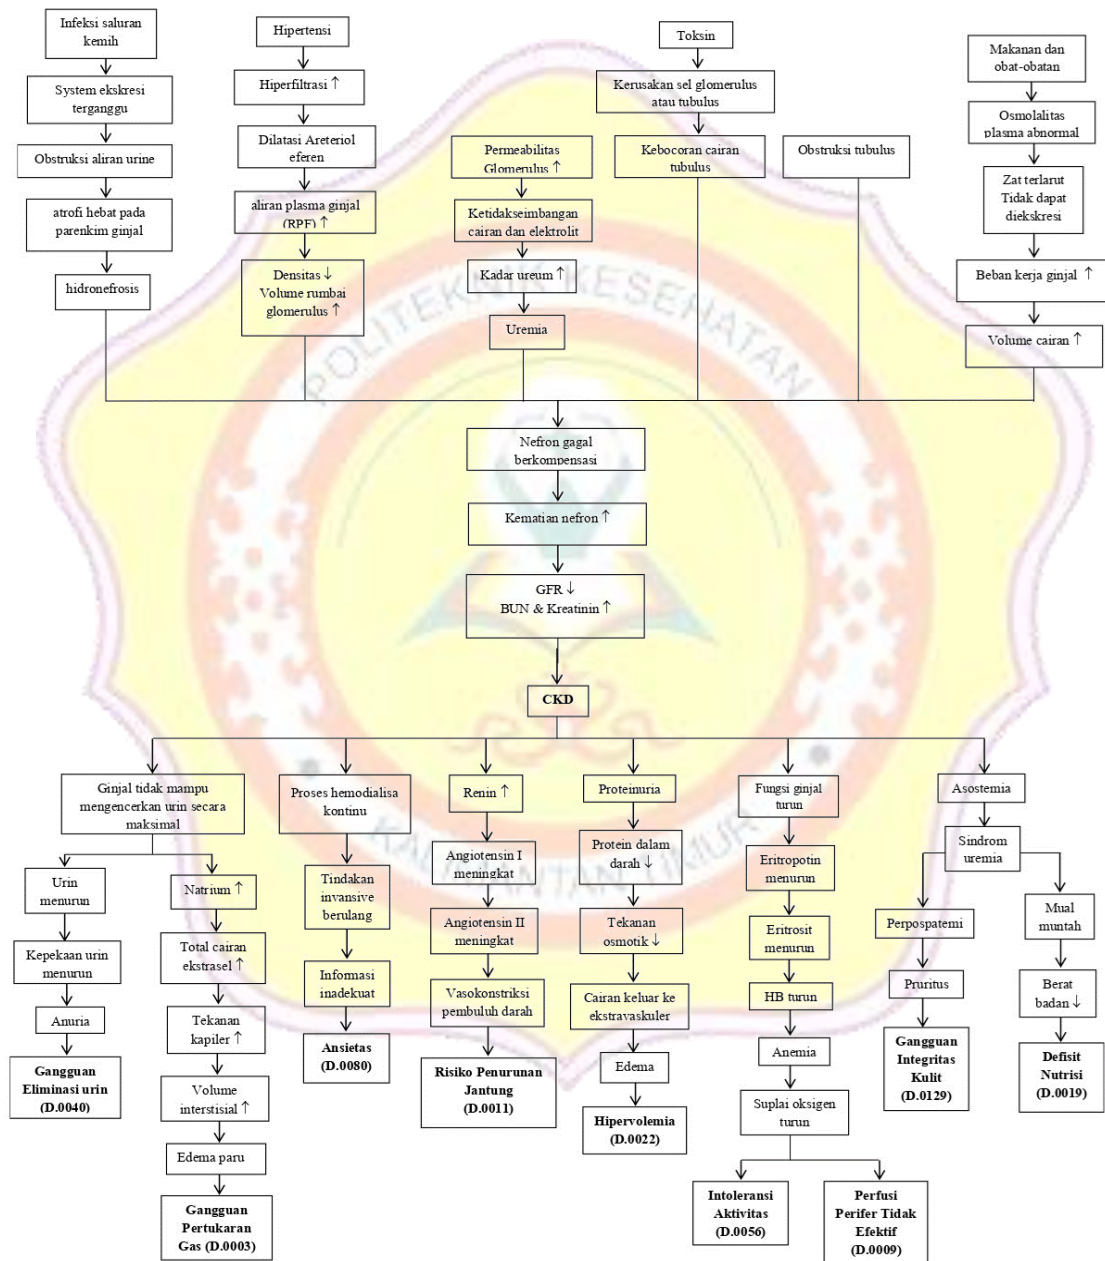 Infeksi saluran
kemih
System ekskresi
terganggu
Obstruksi aliran urine
atrofi hebat pada
parenkim ginjal
hidronefrosis
Hipertensi
Hiperfiltrasi ↑
Dilatasi Areteriol
eferen
aliran plasma ginjal
(RPF) ↑
Densitas ↓
Volume rumbai
glomerulus ↑
Permeabilitas
Glomerulus ↑
Ketidakseimbangan
cairan dan elektrolit
Kadar ureum ↑
Uremia
Toksin
Kerusakan sel glomerulus
atau tubulus
Kebocoran cairan
tubulus
Obstruksi tubulus
Makanan dan
obat-obatan
Osmolalitas
plasma abnormal
Zat terlarut
Tidak dapat
diekskresi
Beban kerja ginjal ↑
Volume cairan ↑
POLITEKNIK KESEHATAN
KALIMANTAN TIMUR
Nefron gagal
berkompensasi
Kematian nefron ↑
GFR ↓
BUN & Kreatinin ↑
CKD
Ginjal tidak mampu
mengencerkan urin secara
maksimal
Urin
menurun
Kepekaan urin
menurun
Anuria
Gangguan
Eliminasi urin
(D.0040)
Natrium ↑
Total cairan
ekstrasel ↑
Tekanan
kapiler ↑
Volume
interstisial ↑
Edema paru
Gangguan
Pertukaran
Gas (D.0003)
Proses hemodialisa
kontinu
Tindakan
invansive
berulang
Informasi
inadekuat
Ansietas
(D.0080)
Renin ↑
Angiotensin I
meningkat
Angiotensin II
meningkat
Vasokonstriksi
pembuluh darah
Risiko Penurunan
Jantung
(D.0011)
Proteinuria
Protein dalam
darah ↓
Tekanan
osmotik ↓
Cairan keluar ke
ekstravaskuler
Edema
Hipervolemia
(D.0022)
Fungsi ginjal
turun
Eritropotin
menurun
Eritrosit
menurun
HB turun
Anemia
Suplai oksigen
turun
Intoleransi
Aktivitas
(D.0056)
Perfusi
Perifer Tidak
Efektif
(D.0009)
Asostemia
Sindrom
uremia
Perpospatemi
Pruritus
Gangguan
Integritas
Kulit
(D.0129)
Mual
muntah
Berat
badan ↓
Defisit
Nutrisi
(D.0019)